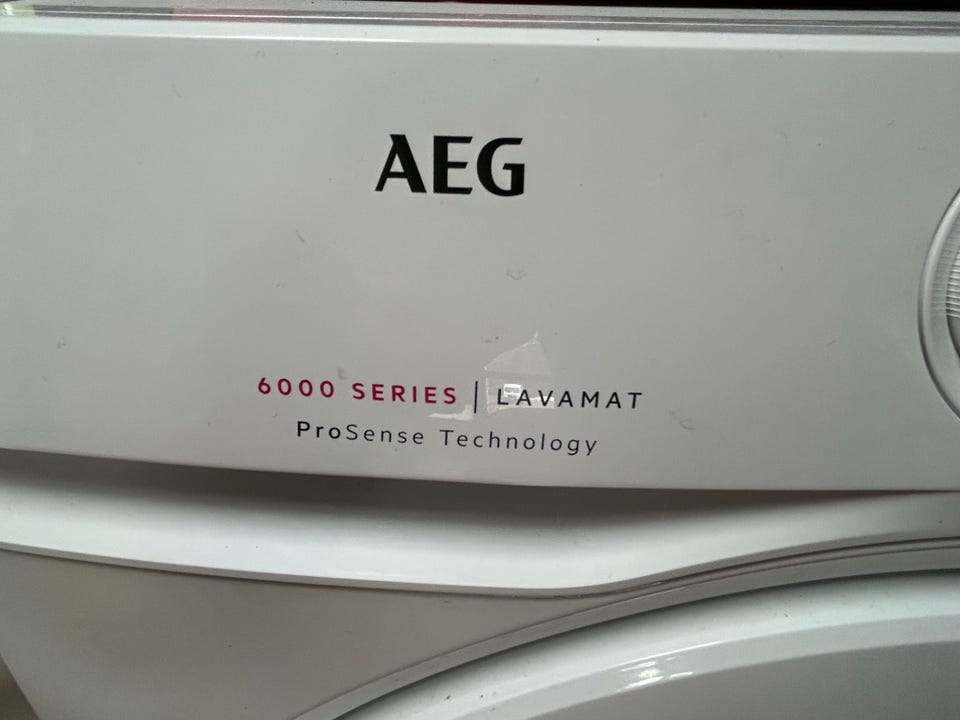 AEG
6000 SERIES | LAVAMAT
ProSense Technology